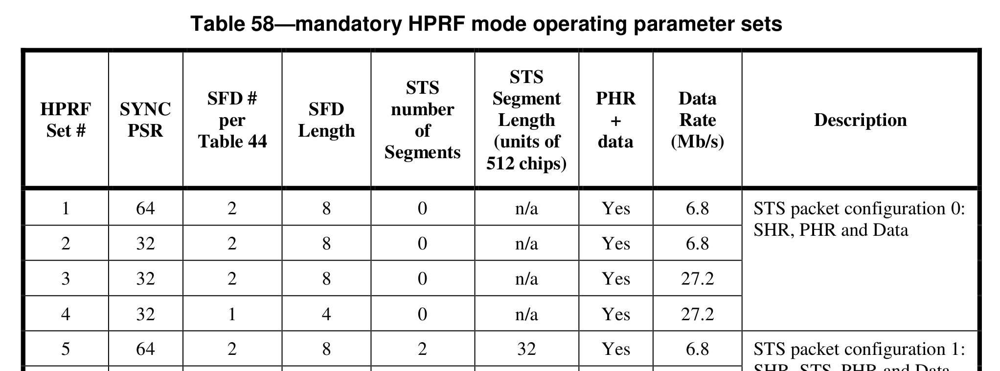 Table 58—mandatory HPRF mode operating parameter sets
HPRF Set #
SYNC PSR
SFD # per Table 44
SFD Length
STS number of Segments
STS Segment Length (units of 512 chips)
PHR + data
Data Rate (Mb/s)
Description
1 64 2 8 0 n/a Yes 6.8 STS packet configuration 0:
SHR, PHR and Data
2 32 2 8 0 n/a Yes 6.8
3 32 2 8 0 n/a Yes 27.2
4 32 1 4 0 n/a Yes 27.2
5 64 2 8 2 32 Yes 6.8 STS packet configuration 1:
SHR, STS, PHR and Data